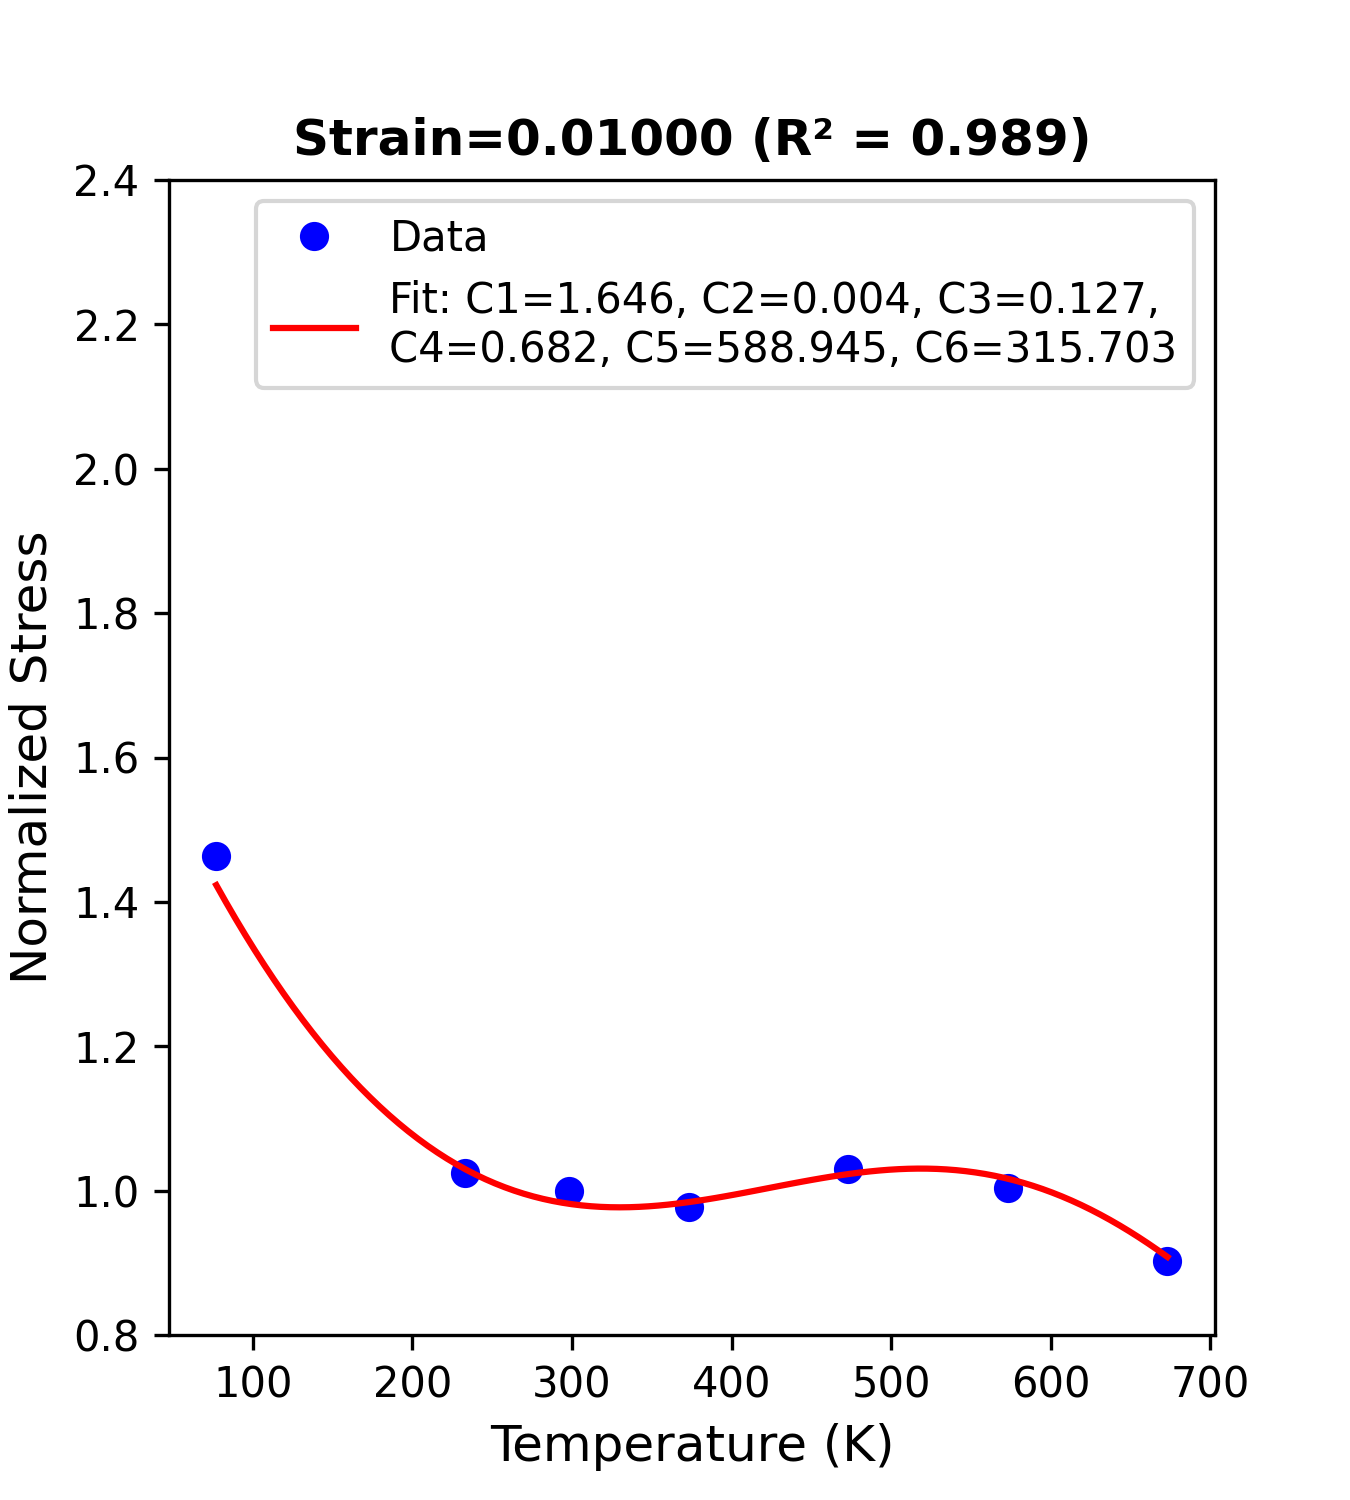 Strain=0.01000 (R² = 0.989)
2.4
2.2
2.0
1.8
1.6
1.4
1.2
1.0
0.8
Normalized Stress
Data
Fit: C1=1.646, C2=0.004, C3=0.127,
C4=0.682, C5=588.945, C6=315.703
100 200 300 400 500 600 700
Temperature (K)